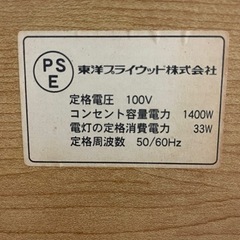 PS
E
東洋プライウッド株式会社
定格電圧 100V
コンセント容量電力 1400W
電灯の定格消費電力 33W
定格周波数 50/60Hz